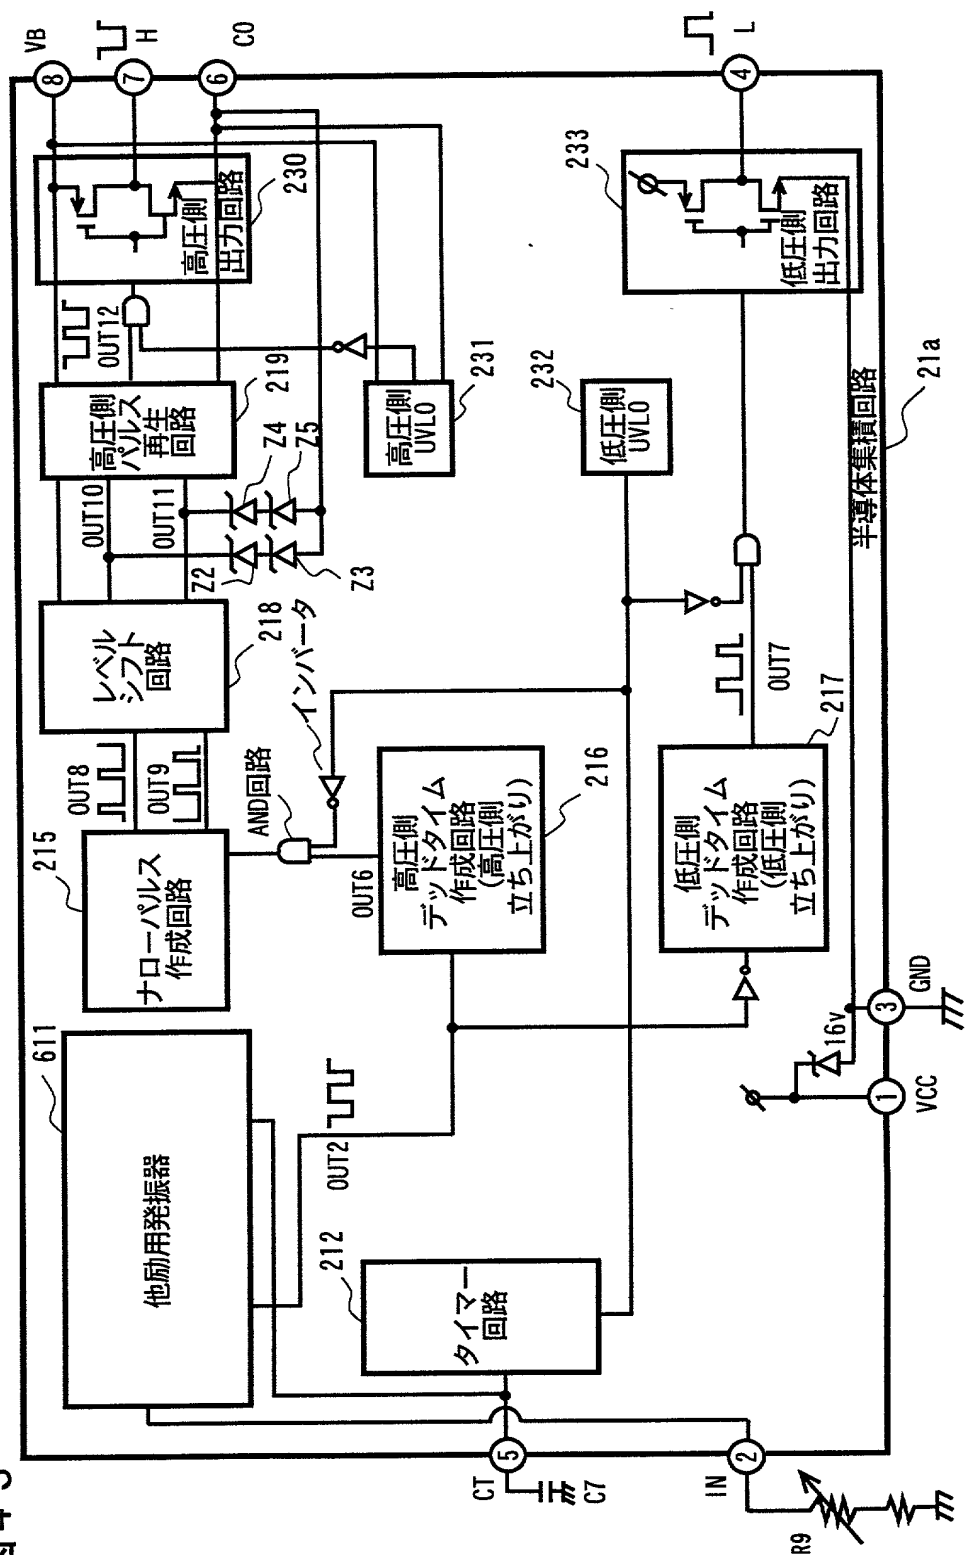 611
他励用発振器
215
ナローパルス
作成回路
OUT8
OUT9
レベル
シフト
回路
218
OUT10
OUT11
高圧側
パルス
再生
回路
219
OUT12
高圧側
出力回路
230
8
VB
7
H
6
CO
Z2
Z3
Z4
Z5
AND回路
インバータ
OUT6
高圧側
デッドタイム
作成回路
(高圧側
立ち上がり)
216
高圧側
UVLO
231
232
低圧側
UVLO
233
低圧側
出力回路
4
L
OUT2
212
タイマー
回路
低圧側
デッドタイム
作成回路
(低圧側
立ち上がり)
217
OUT7
半導体集積回路
21a
16v
5
CT
C7
2
IN
R9
1
VCC
3
GND